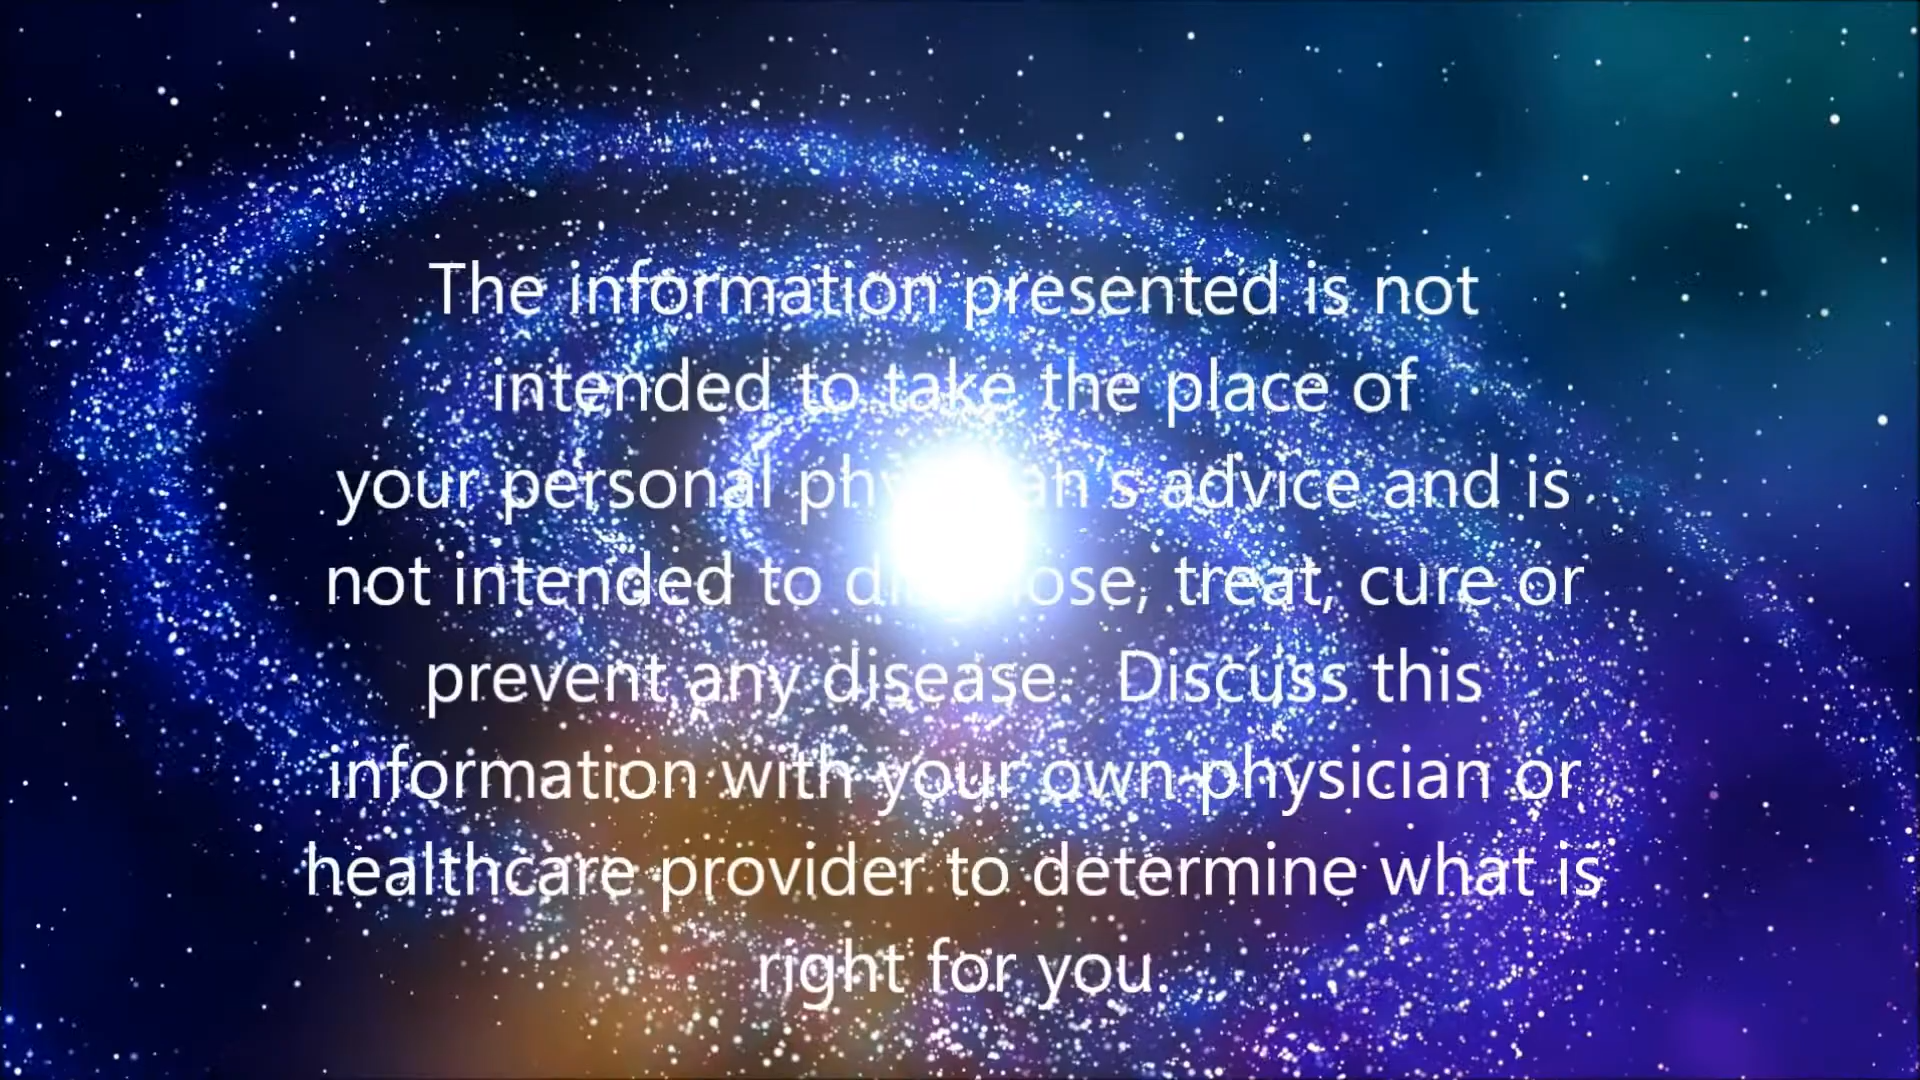 The information presented is not
intended to take the place of
your personal physician's advice and is
not intended to diagnose, treat, cure or
prevent any disease. Discuss this
information with your own physician or
healthcare provider to determine what is
right for you.